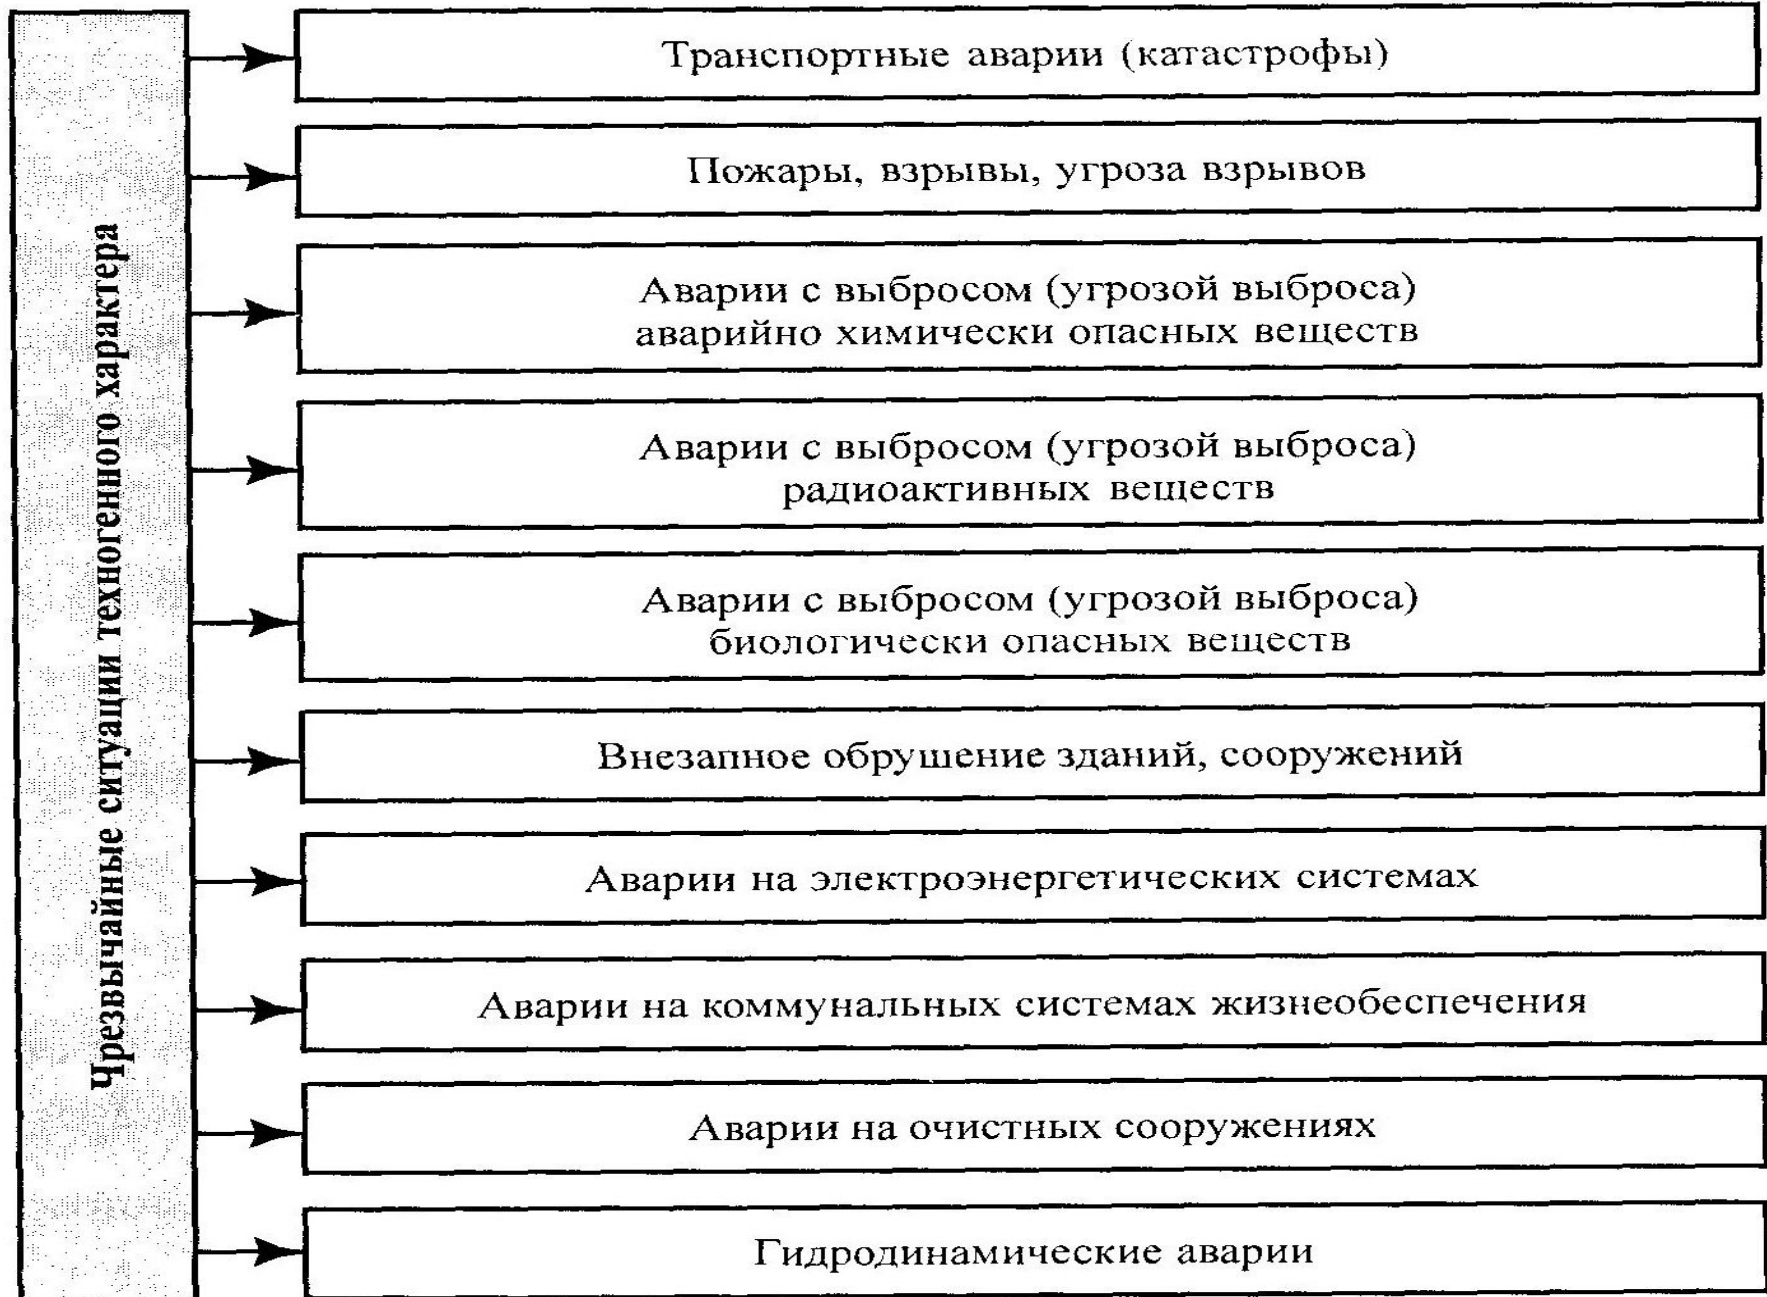 Чрезвычайные ситуации техногенного характера
Транспортные аварии (катастрофы)
Пожары, взрывы, угроза взрывов
Аварии с выбросом (угрозой выброса)
аварийно химически опасных веществ
Аварии с выбросом (угрозой выброса)
радиоактивных веществ
Аварии с выбросом (угрозой выброса)
биологически опасных веществ
Внезапное обрушение зданий, сооружений
Аварии на электроэнергетических системах
Аварии на коммунальных системах жизнеобеспечения
Аварии на очистных сооружениях
Гидродинамические аварии